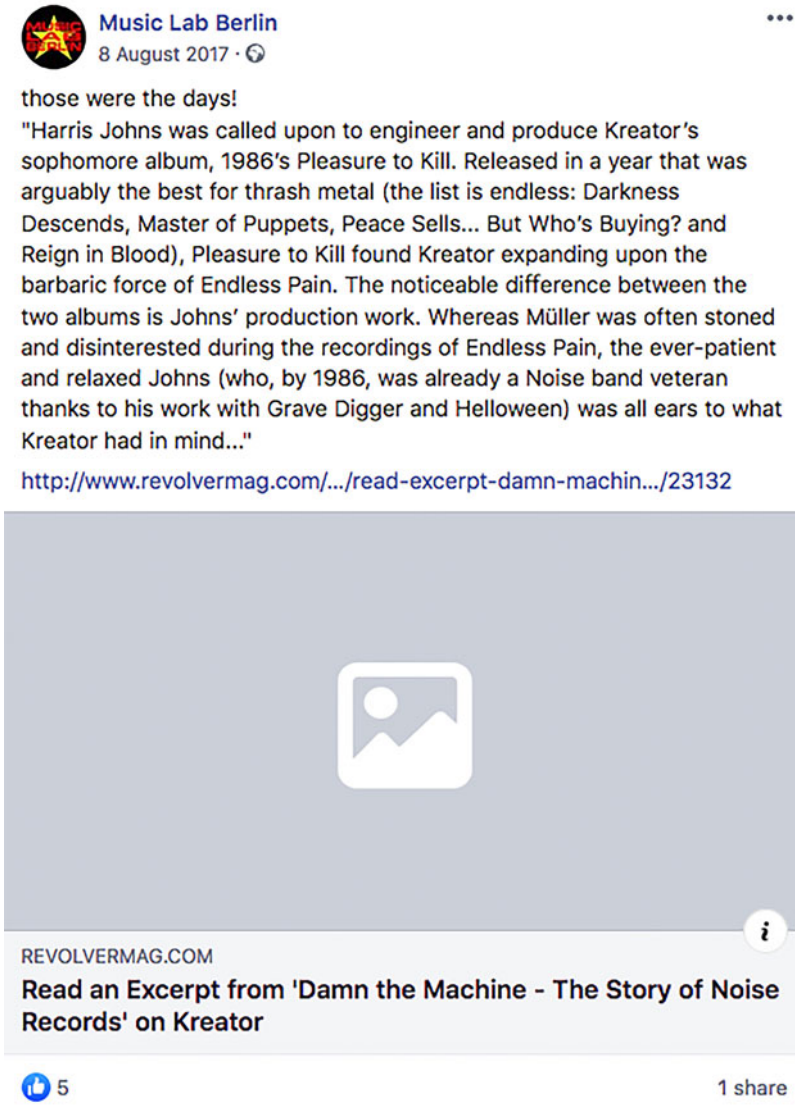 MUSIC
LAB
BERLIN
Music Lab Berlin
8 August 2017 ·
those were the days!
"Harris Johns was called upon to engineer and produce Kreator's
sophomore album, 1986's Pleasure to Kill. Released in a year that was
arguably the best for thrash metal (the list is endless: Darkness
Descends, Master of Puppets, Peace Sells... But Who's Buying? and
Reign in Blood), Pleasure to Kill found Kreator expanding upon the
barbaric force of Endless Pain. The noticeable difference between the
two albums is Johns' production work. Whereas Müller was often stoned
and disinterested during the recordings of Endless Pain, the ever-patient
and relaxed Johns (who, by 1986, was already a Noise band veteran
thanks to his work with Grave Digger and Helloween) was all ears to what
Kreator had in mind..."
http://www.revolvermag.com/.../read-excerpt-damn-machin.../23132
i
REVOLVERMAG.COM
Read an Excerpt from 'Damn the Machine - The Story of Noise
Records' on Kreator
5 1 share